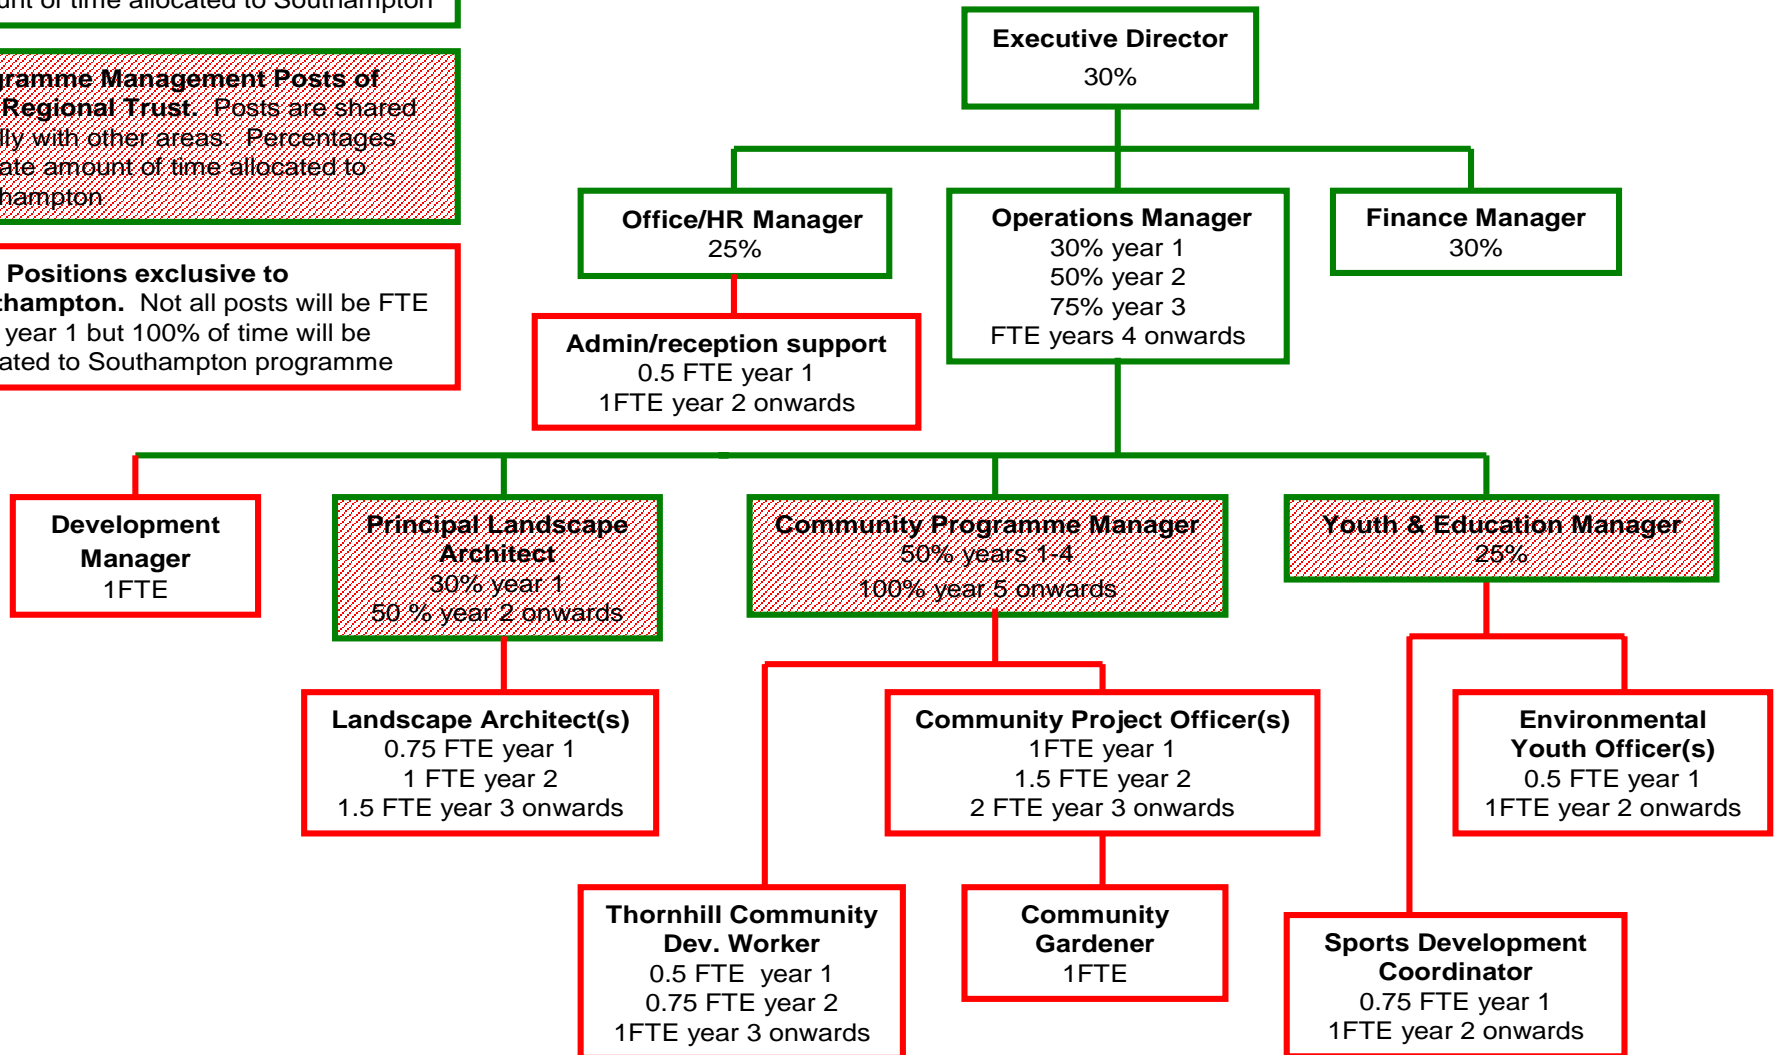 unt of time allocated to Southampton
gramme Management Posts of
Regional Trust. Posts are shared
lly with other areas. Percentages
ate amount of time allocated to
hampton
Positions exclusive to
thampton. Not all posts will be FTE
year 1 but 100% of time will be
ated to Southampton programme
Executive Director
30%
Office/HR Manager
25%
Operations Manager
30% year 1
50% year 2
75% year 3
FTE years 4 onwards
Finance Manager
30%
Admin/reception support
0.5 FTE year 1
1FTE year 2 onwards
Development
Manager
1FTE
Principal Landscape
Architect
30% year 1
50 % year 2 onwards
Community Programme Manager
50% years 1-4
100% year 5 onwards
Youth & Education Manager
25%
Landscape Architect(s)
0.75 FTE year 1
1 FTE year 2
1.5 FTE year 3 onwards
Community Project Officer(s)
1FTE year 1
1.5 FTE year 2
2 FTE year 3 onwards
Environmental
Youth Officer(s)
0.5 FTE year 1
1FTE year 2 onwards
Thornhill Community
Dev. Worker
0.5 FTE year 1
0.75 FTE year 2
1FTE year 3 onwards
Community
Gardener
1FTE
Sports Development
Coordinator
0.75 FTE year 1
1FTE year 2 onwards